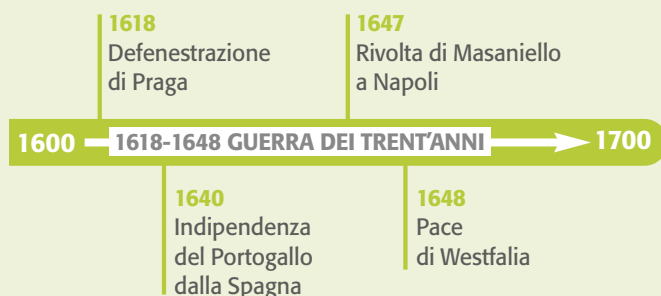 1618
Defenestrazione
di Praga
1647
Rivolta di Masaniello
a Napoli
1600
1618-1648 GUERRA DEI TRENT'ANNI
1700
1640
Indipendenza
del Portogallo
dalla Spagna
1648
Pace
di Westfalia